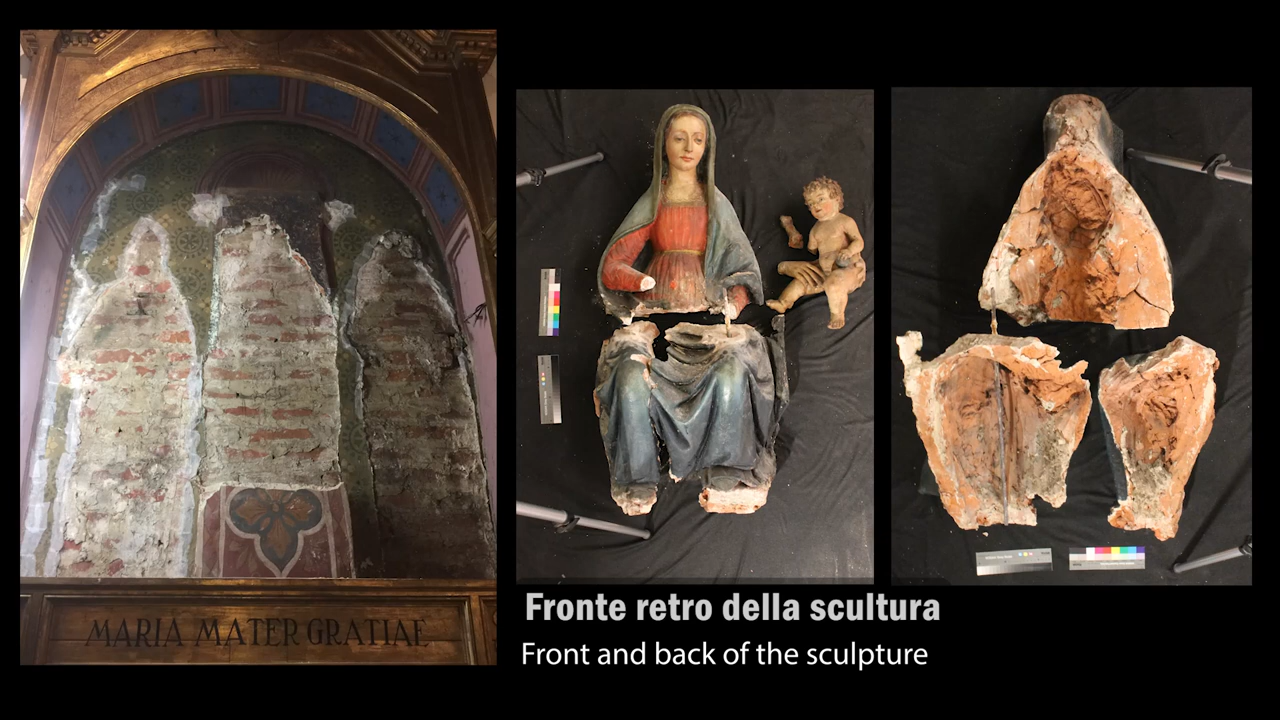 MARIA MATER GRATIAE
Fronte retro della scultura
Front and back of the sculpture